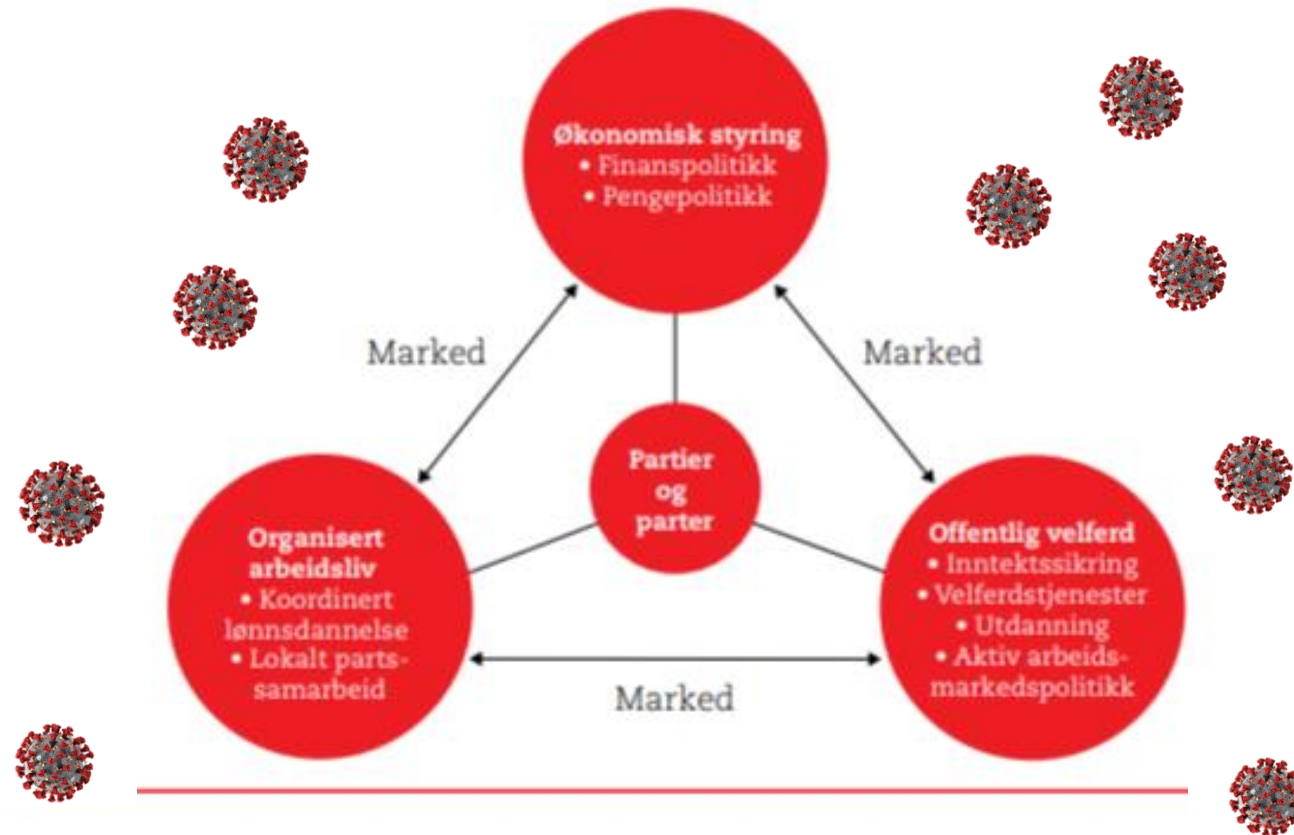 Økonomisk styring
• Finanspolitikk
• Pengepolitikk
Marked
Marked
Partier
og
parter
Organisert
arbeidsliv
• Koordinert
lønnsdannelse
• Lokalt parts-
samarbeid
Offentlig velferd
• Inntektssikring
• Velferdstjenester
• Utdanning
• Aktiv arbeids-
markedspolitikk
Marked